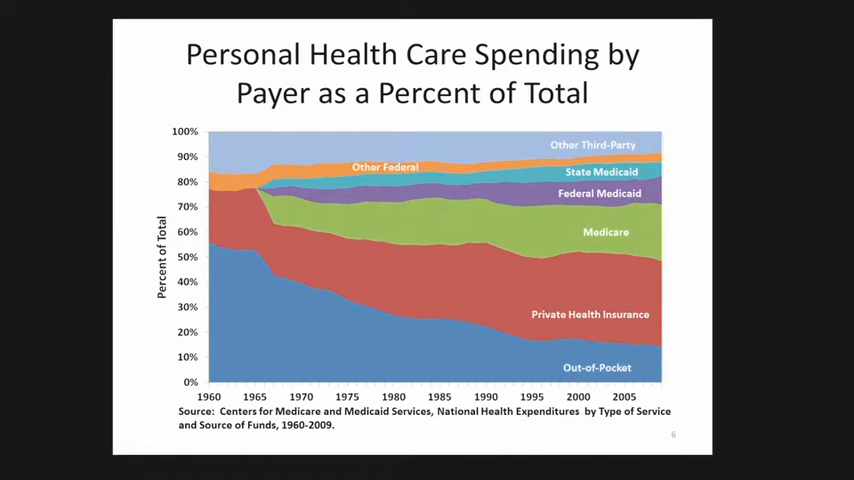 Personal Health Care Spending by
Payer as a Percent of Total
100%
90%
80%
70%
60%
50%
40%
30%
20%
10%
0%
Percent of Total
Other Third-Party
Other Federal
State Medicaid
Federal Medicaid
Medicare
Private Health Insurance
Out-of-Pocket
1960 1965 1970 1975 1980 1985 1990 1995 2000 2005
Source: Centers for Medicare and Medicaid Services, National Health Expenditures by Type of Service
and Source of Funds, 1960-2009.
6